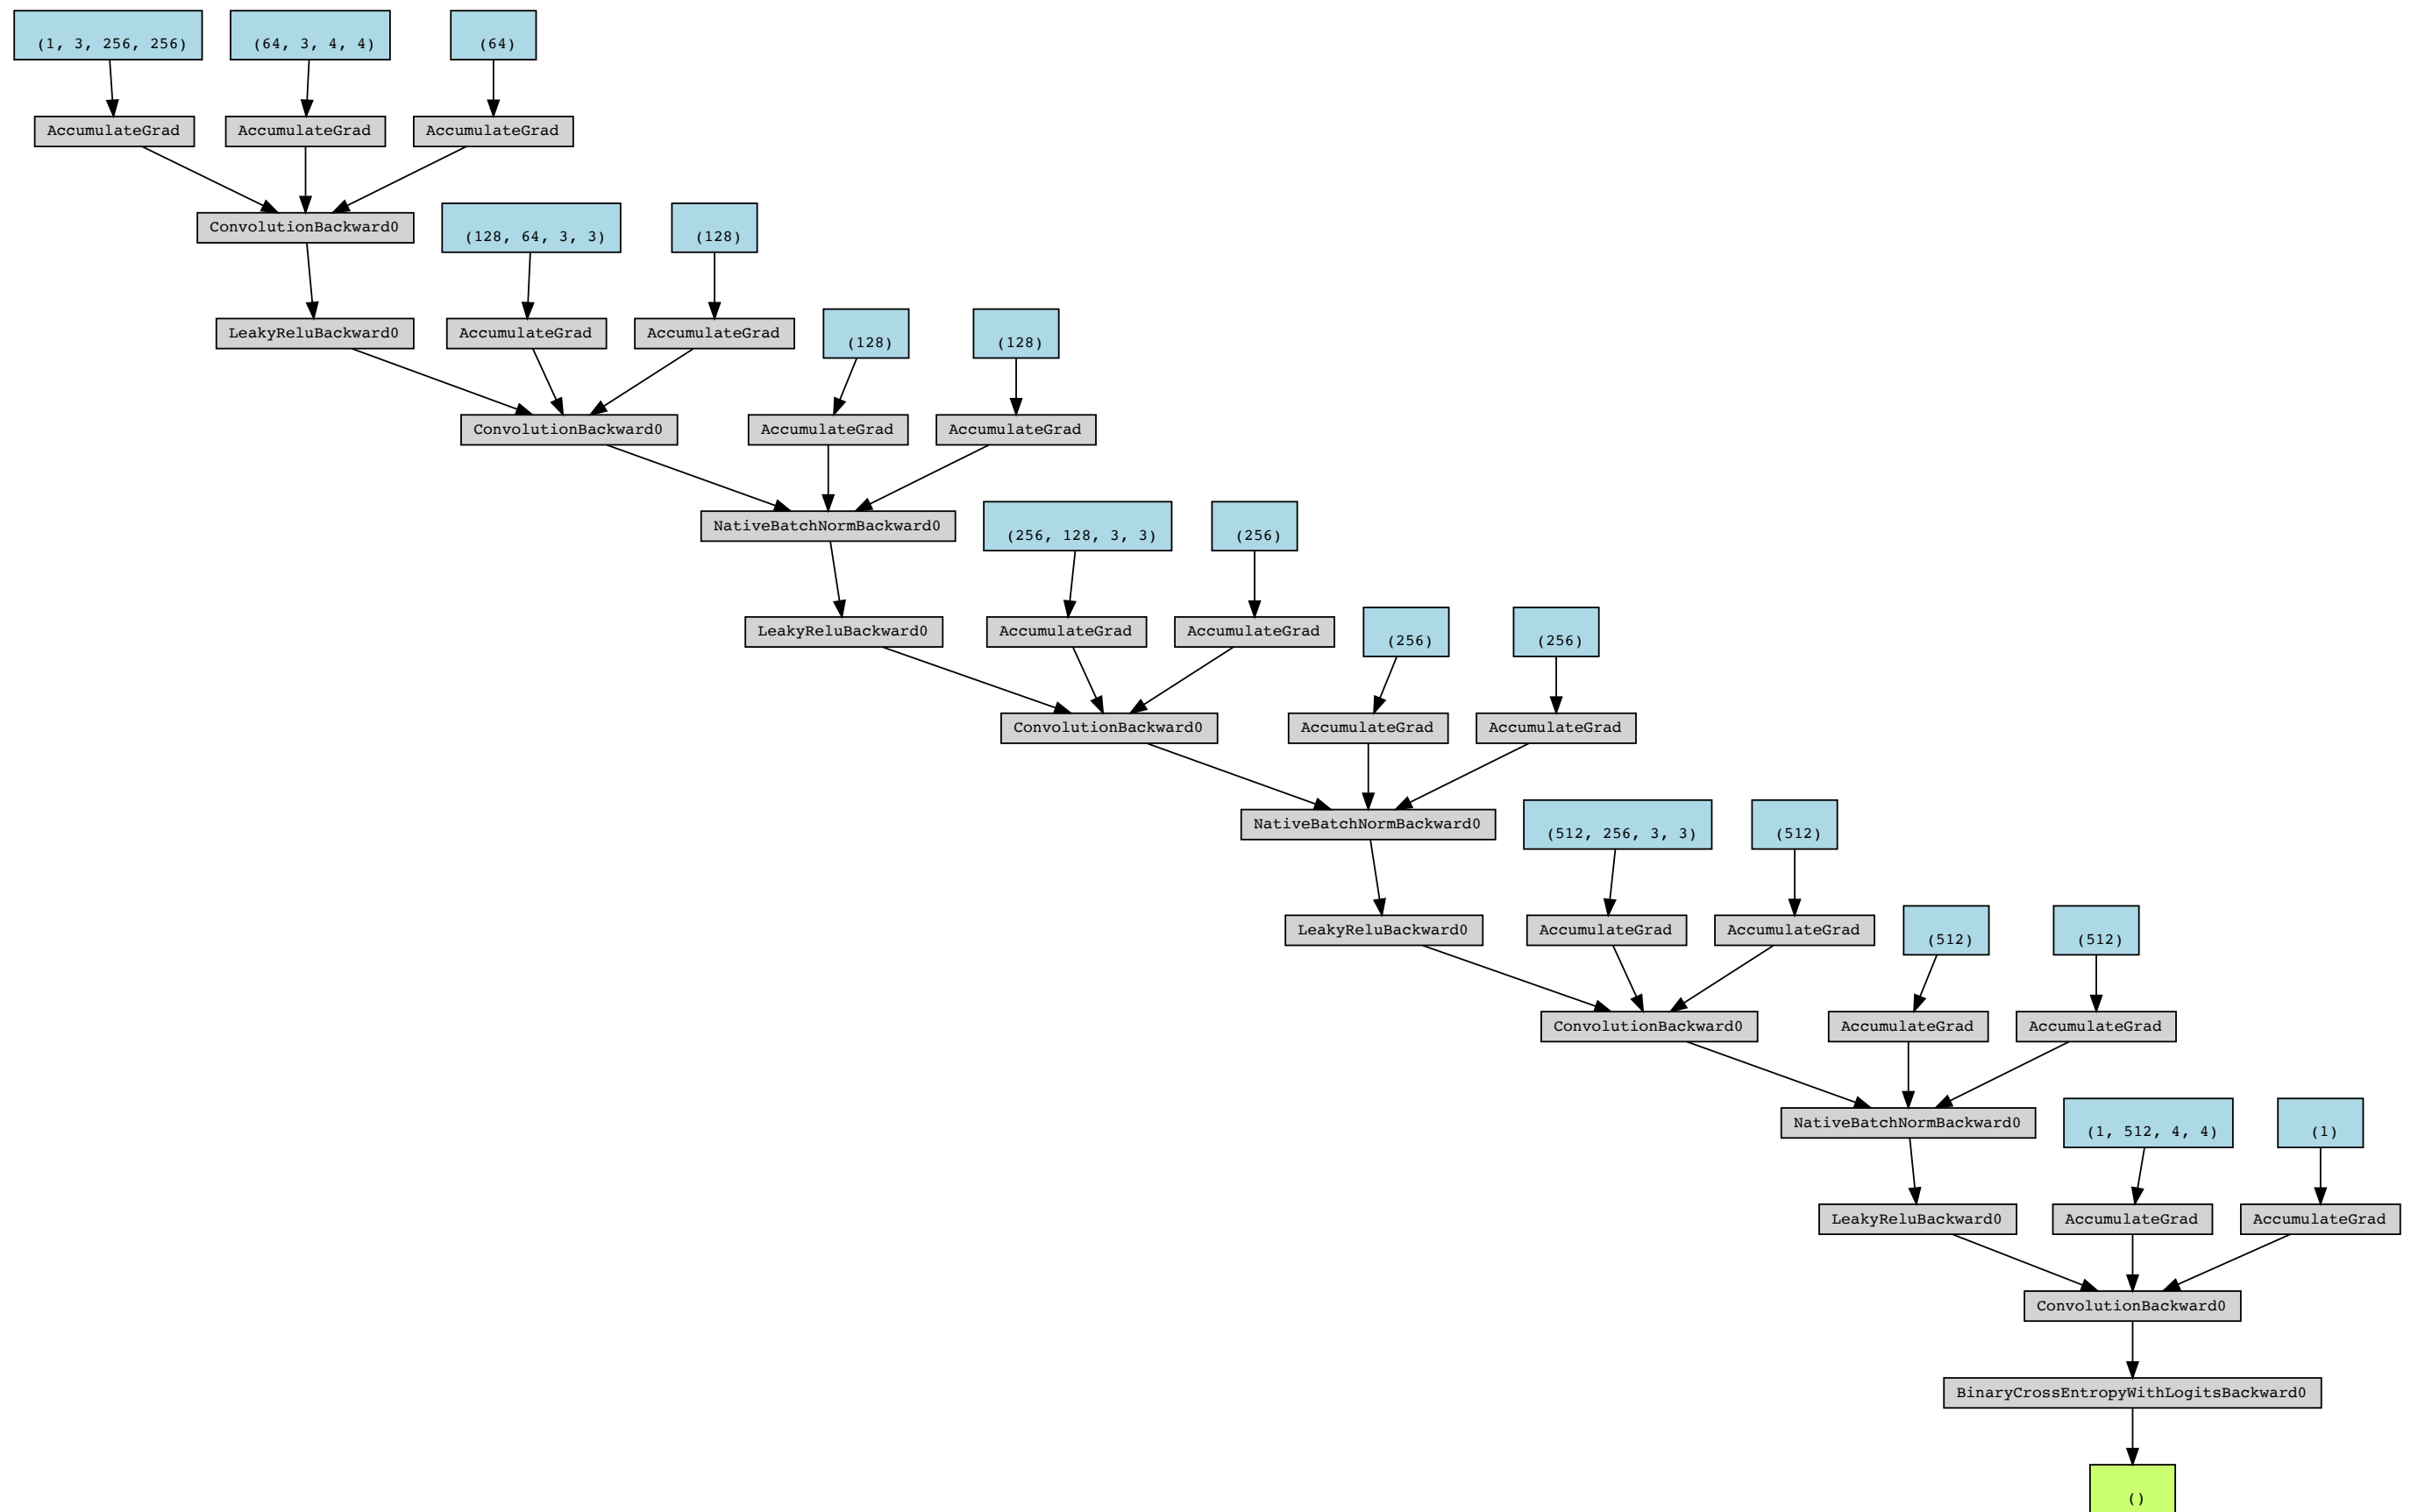 (1, 3, 256, 256)
(64, 3, 4, 4)
(64)
AccumulateGrad
AccumulateGrad
AccumulateGrad
ConvolutionBackward0
(128, 64, 3, 3)
(128)
LeakyReluBackward0
AccumulateGrad
AccumulateGrad
(128)
(128)
ConvolutionBackward0
AccumulateGrad
AccumulateGrad
NativeBatchNormBackward0
(256, 128, 3, 3)
(256)
LeakyReluBackward0
AccumulateGrad
AccumulateGrad
(256)
(256)
ConvolutionBackward0
AccumulateGrad
AccumulateGrad
NativeBatchNormBackward0
(512, 256, 3, 3)
(512)
LeakyReluBackward0
AccumulateGrad
AccumulateGrad
(512)
(512)
ConvolutionBackward0
AccumulateGrad
AccumulateGrad
NativeBatchNormBackward0
(1, 512, 4, 4)
(1)
LeakyReluBackward0
AccumulateGrad
AccumulateGrad
ConvolutionBackward0
BinaryCrossEntropyWithLogitsBackward0
()